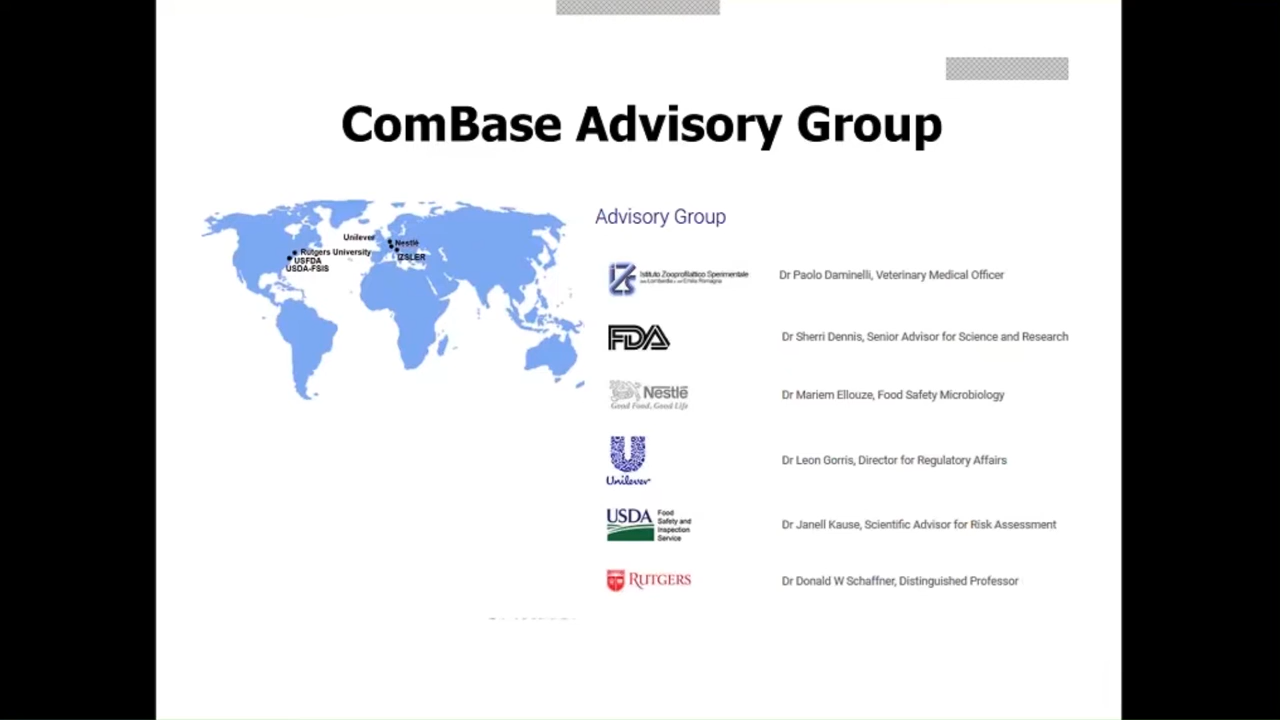 ComBase Advisory Group
Unilever
Nestlé
Rutgers University
IZSLER
USFDA
USDA-FSIS
Advisory Group
Istituto Zooprofilattico Sperimentale
Dr Paolo Daminelli, Veterinary Medical Officer
FDA
Dr Sherri Dennis, Senior Advisor for Science and Research
Nestlé
Good Food, Good Life
Dr Mariem Ellouze, Food Safety Microbiology
Unilever
Dr Leon Gorris, Director for Regulatory Affairs
USDA
Food
Safety and
Inspection
Service
Dr Janell Kause, Scientific Advisor for Risk Assessment
RUTGERS
Dr Donald W Schaffner, Distinguished Professor